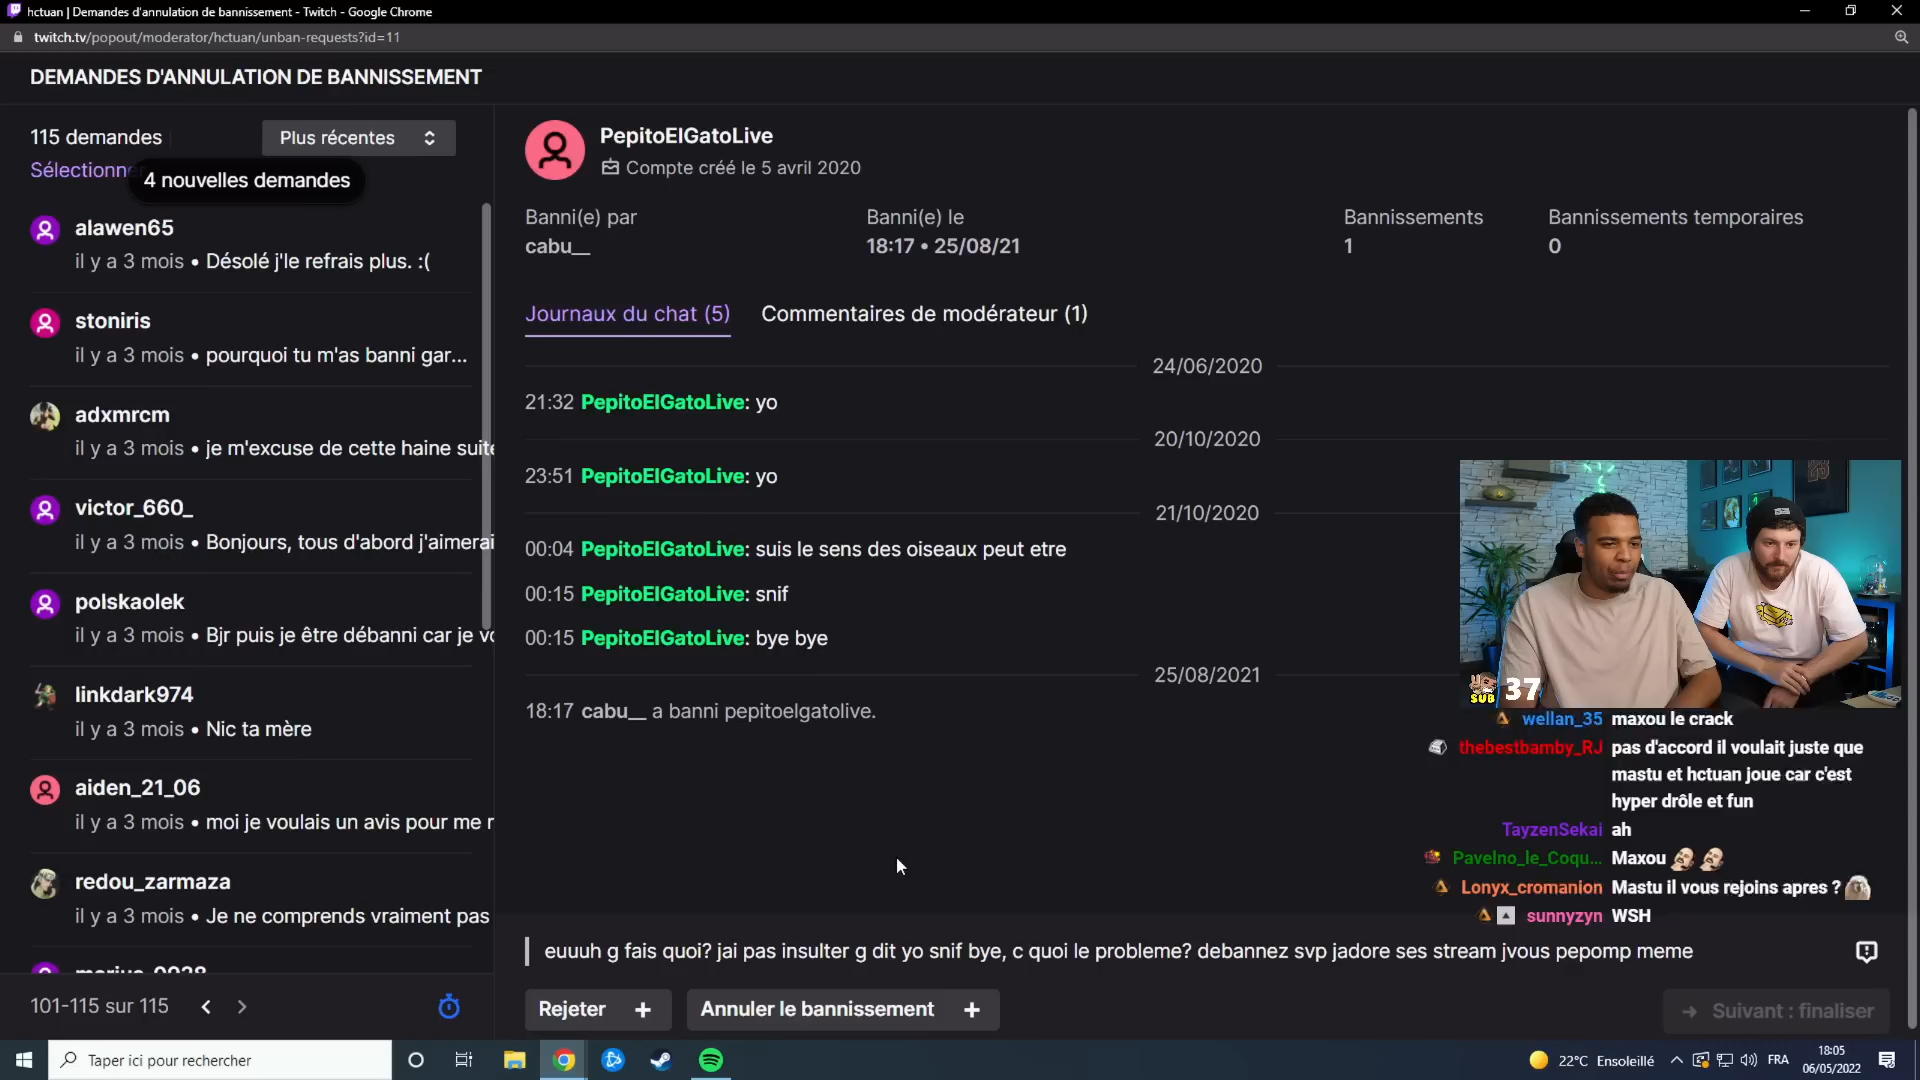 hctuan | Demandes d'annulation de bannissement - Twitch - Google Chrome
twitch.tv/popout/moderator/hctuan/unban-requests?id=11
DEMANDES D'ANNULATION DE BANNISSEMENT
115 demandes
Plus récentes
Sélectionne
4 nouvelles demandes
alawen65
il y a 3 mois • Désolé j'le refrais plus. :(
stoniris
il y a 3 mois • pourquoi tu m'as banni gar...
adxmrcm
il y a 3 mois • je m'excuse de cette haine suite
victor_660_
il y a 3 mois • Bonjours, tous d'abord j'aimerai
polskaolek
il y a 3 mois • Bjr puis je être débanni car je vo
linkdark974
il y a 3 mois • Nic ta mère
aiden_21_06
il y a 3 mois • moi je voulais un avis pour me r
redou_zarmaza
il y a 3 mois • Je ne comprends vraiment pas
101-115 sur 115
PepitoElGatoLive
Compte créé le 5 avril 2020
Banni(e) par
cabu__
Banni(e) le
18:17 • 25/08/21
Bannissements
1
Bannissements temporaires
0
Journaux du chat (5)
Commentaires de modérateur (1)
24/06/2020
21:32 PepitoElGatoLive: yo
20/10/2020
23:51 PepitoElGatoLive: yo
21/10/2020
00:04 PepitoElGatoLive: suis le sens des oiseaux peut etre
00:15 PepitoElGatoLive: snif
00:15 PepitoElGatoLive: bye bye
25/08/2021
18:17 cabu__ a banni pepitoelgatolive.
SUB 37
wellan_35 maxou le crack
thebestbamby_RJ pas d'accord il voulait juste que
mastu et hctuan joue car c'est
hyper drôle et fun
TayzenSekai ah
Pavelno_le_Coqu... Maxou
Lonyx_cromanion Mastu il vous rejoins apres ?
sunnyzyn WSH
euuuh g fais quoi? jai pas insulter g dit yo snif bye, c quoi le probleme? debannez svp jadore ses stream jvous pepomp meme
Rejeter +
Annuler le bannissement +
→ Suivant : finaliser
Taper ici pour rechercher
22°C Ensoleillé
FRA
18:05
06/05/2022